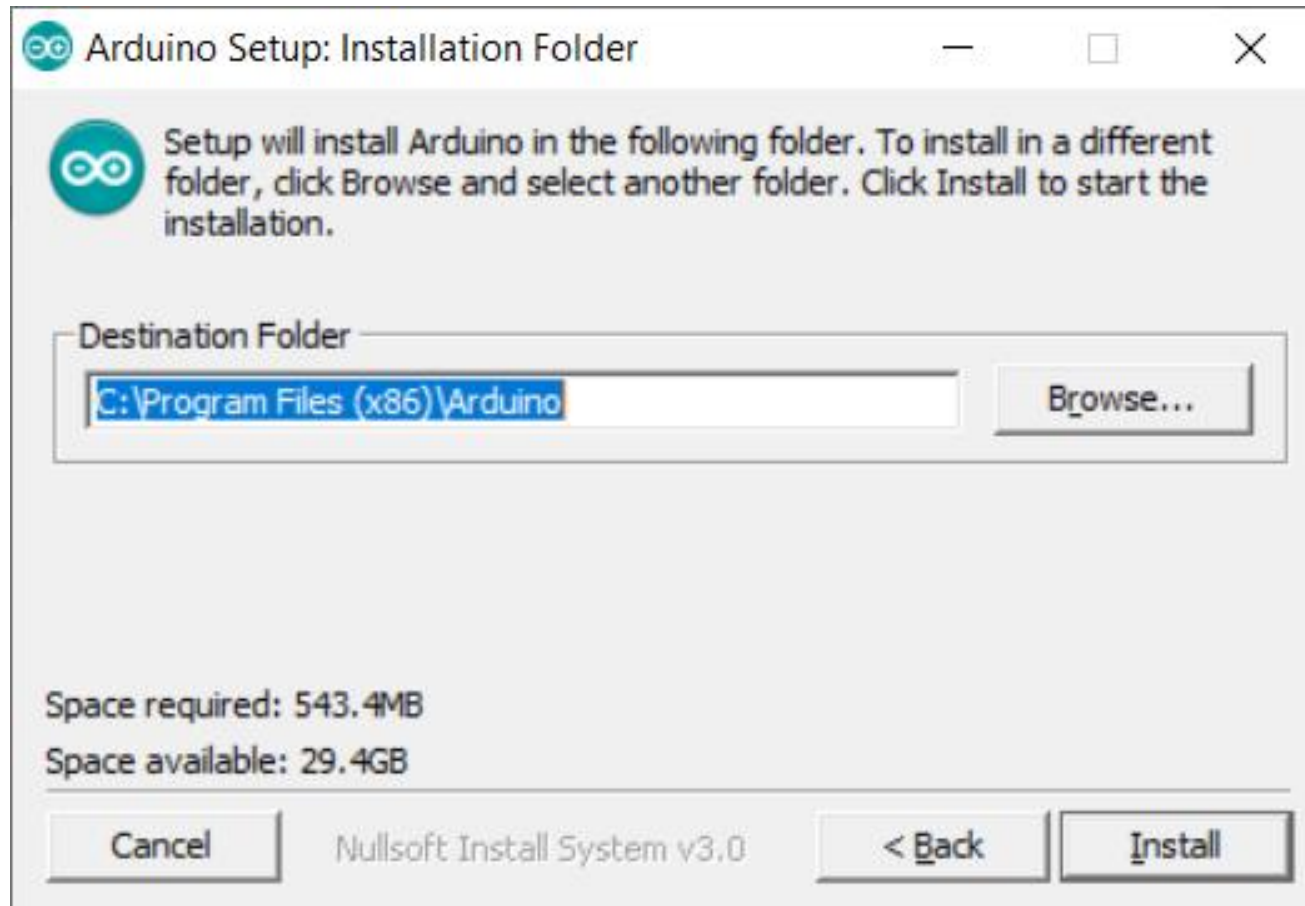 Arduino Setup: Installation Folder
Setup will install Arduino in the following folder. To install in a different
folder, click Browse and select another folder. Click Install to start the
installation.
Destination Folder
C:\Program Files (x86)\Arduino
Browse...
Space required: 543.4MB
Space available: 29.4GB
Cancel
Nullsoft Install System v3.0
< Back
Install